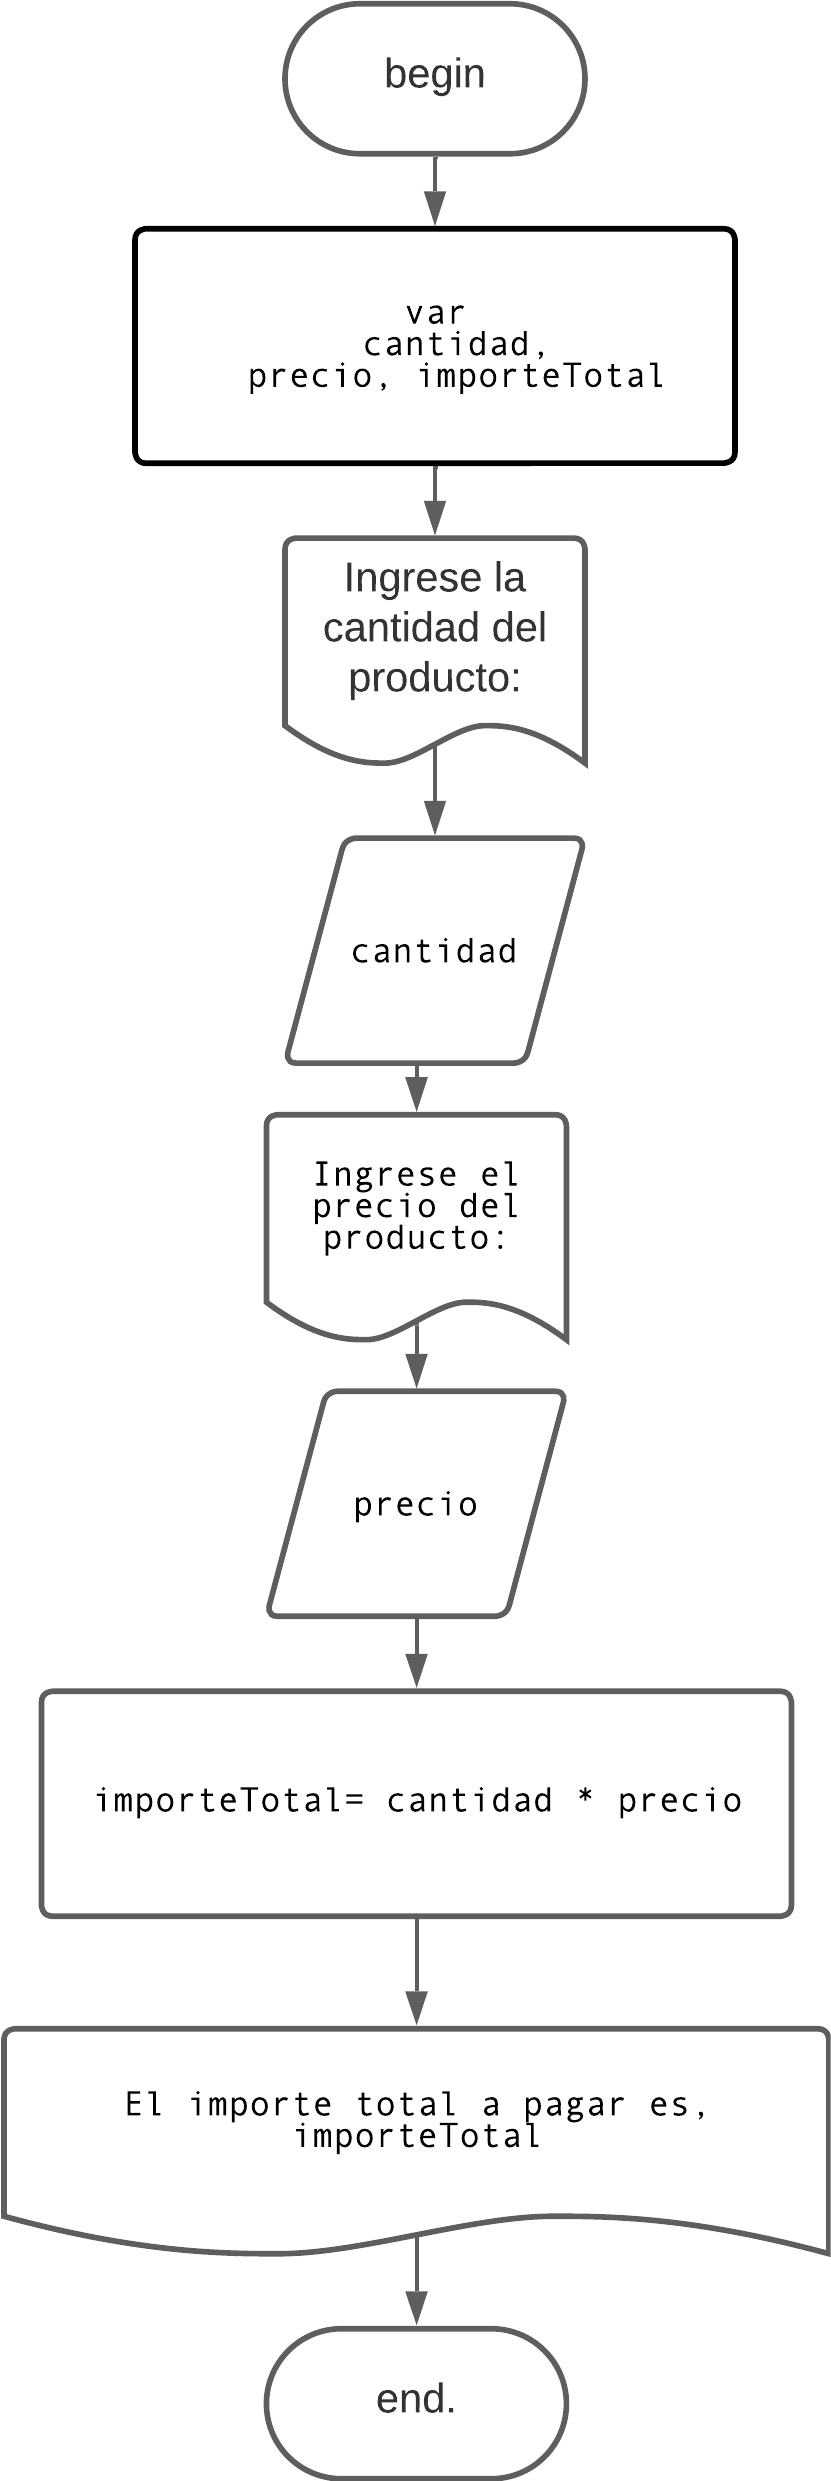 begin
var
cantidad,
precio, importeTotal
Ingrese la
cantidad del
producto:
cantidad
Ingrese el
precio del
producto:
precio
importeTotal= cantidad * precio
El importe total a pagar es,
importeTotal
end.